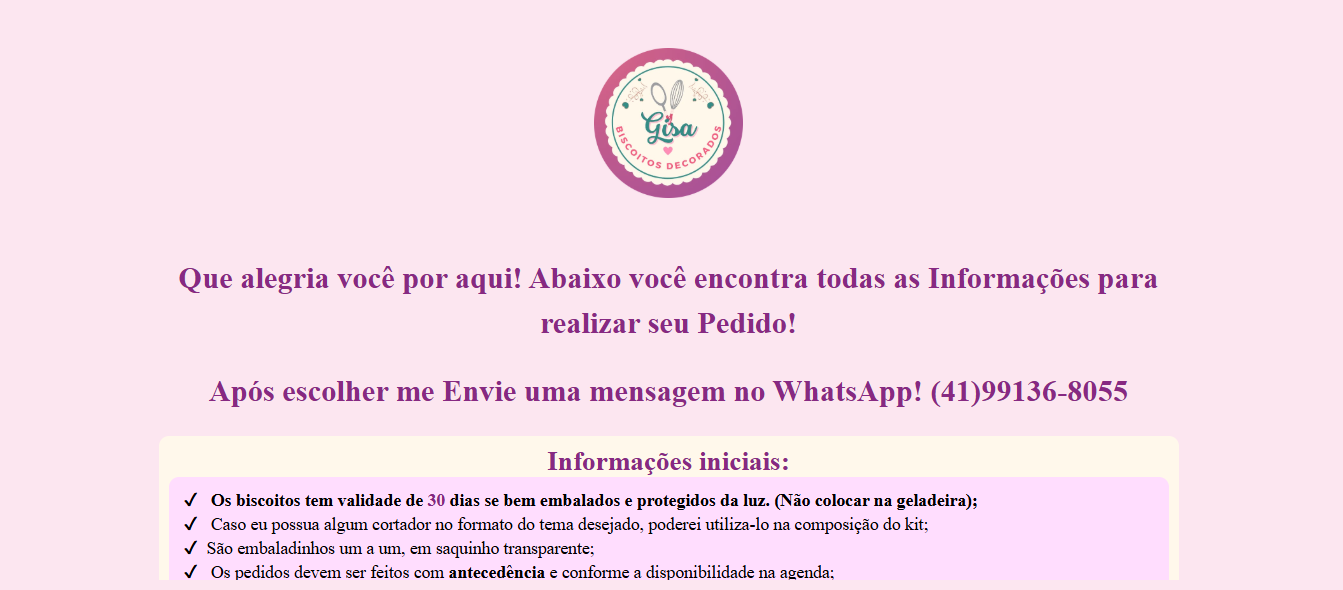 Gisa
BISCOITOS DECORADOS
Que alegria você por aqui! Abaixo você encontra todas as Informações para
realizar seu Pedido!
Após escolher me Envie uma mensagem no WhatsApp! (41)99136-8055
Informações iniciais:
✓ Os biscoitos tem validade de 30 dias se bem embalados e protegidos da luz. (Não colocar na geladeira);
✓ Caso eu possua algum cortador no formato do tema desejado, poderei utiliza-lo na composição do kit;
✓ São embaladinhos um a um, em saquinho transparente;
✓ Os pedidos devem ser feitos com antecedência e conforme a disponibilidade na agenda;